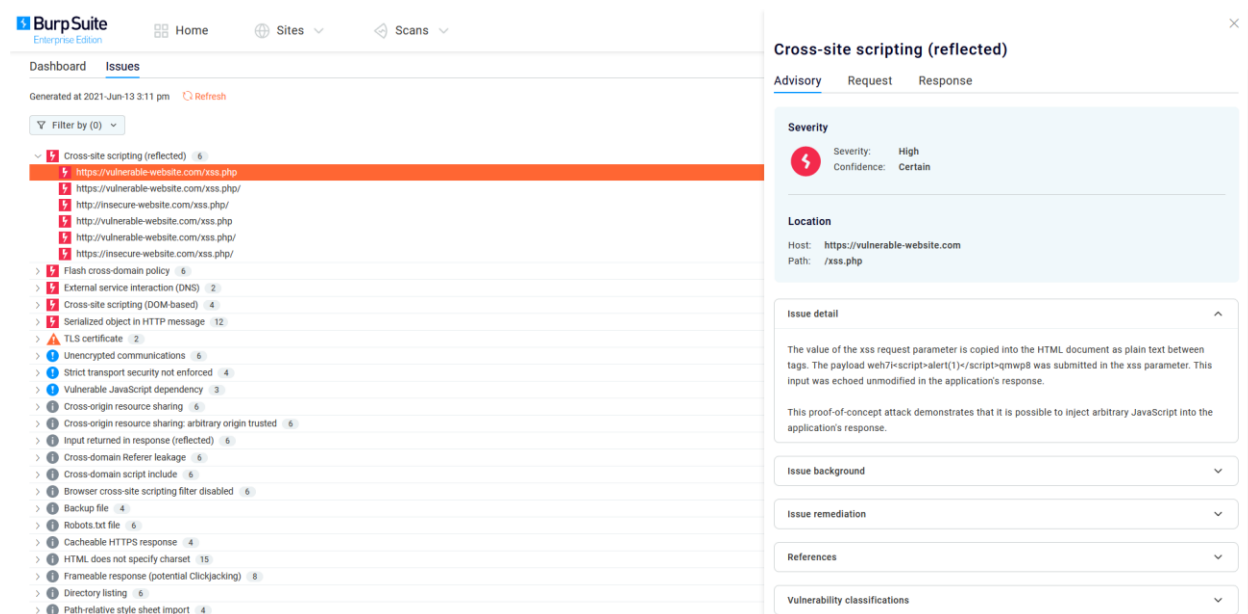 BurpSuite
Enterprise Edition
Home
Sites
Scans
Dashboard Issues
Generated at 2021-Jun-13 3:11 pm Refresh
Filter by (0)
Cross-site scripting (reflected) 6
https://vulnerable-website.com/xss.php
https://vulnerable-website.com/xss.php/
http://insecure-website.com/xss.php/
http://vulnerable-website.com/xss.php
http://vulnerable-website.com/xss.php/
https://insecure-website.com/xss.php/
Flash cross-domain policy 6
External service interaction (DNS) 2
Cross-site scripting (DOM-based) 4
Serialized object in HTTP message 12
TLS certificate 2
Unencrypted communications 6
Strict transport security not enforced 4
Vulnerable JavaScript dependency 3
Cross-origin resource sharing 6
Cross-origin resource sharing: arbitrary origin trusted 6
Input returned in response (reflected) 6
Cross-domain Referer leakage 6
Cross-domain script include 6
Browser cross-site scripting filter disabled 6
Backup file 4
Robots.txt file 6
Cacheable HTTPS response 4
HTML does not specify charset 15
Frameable response (potential Clickjacking) 8
Directory listing 6
Path-relative style sheet import 4
Cross-site scripting (reflected)
Advisory Request Response
Severity
Severity: High
Confidence: Certain
Location
Host: https://vulnerable-website.com
Path: /xss.php
Issue detail
The value of the xss request parameter is copied into the HTML document as plain text between
tags. The payload weh7i<script>alert(1)</script>qmwp8 was submitted in the xss parameter. This
input was echoed unmodified in the application's response.
This proof-of-concept attack demonstrates that it is possible to inject arbitrary JavaScript into the
application's response.
Issue background
Issue remediation
References
Vulnerability classifications